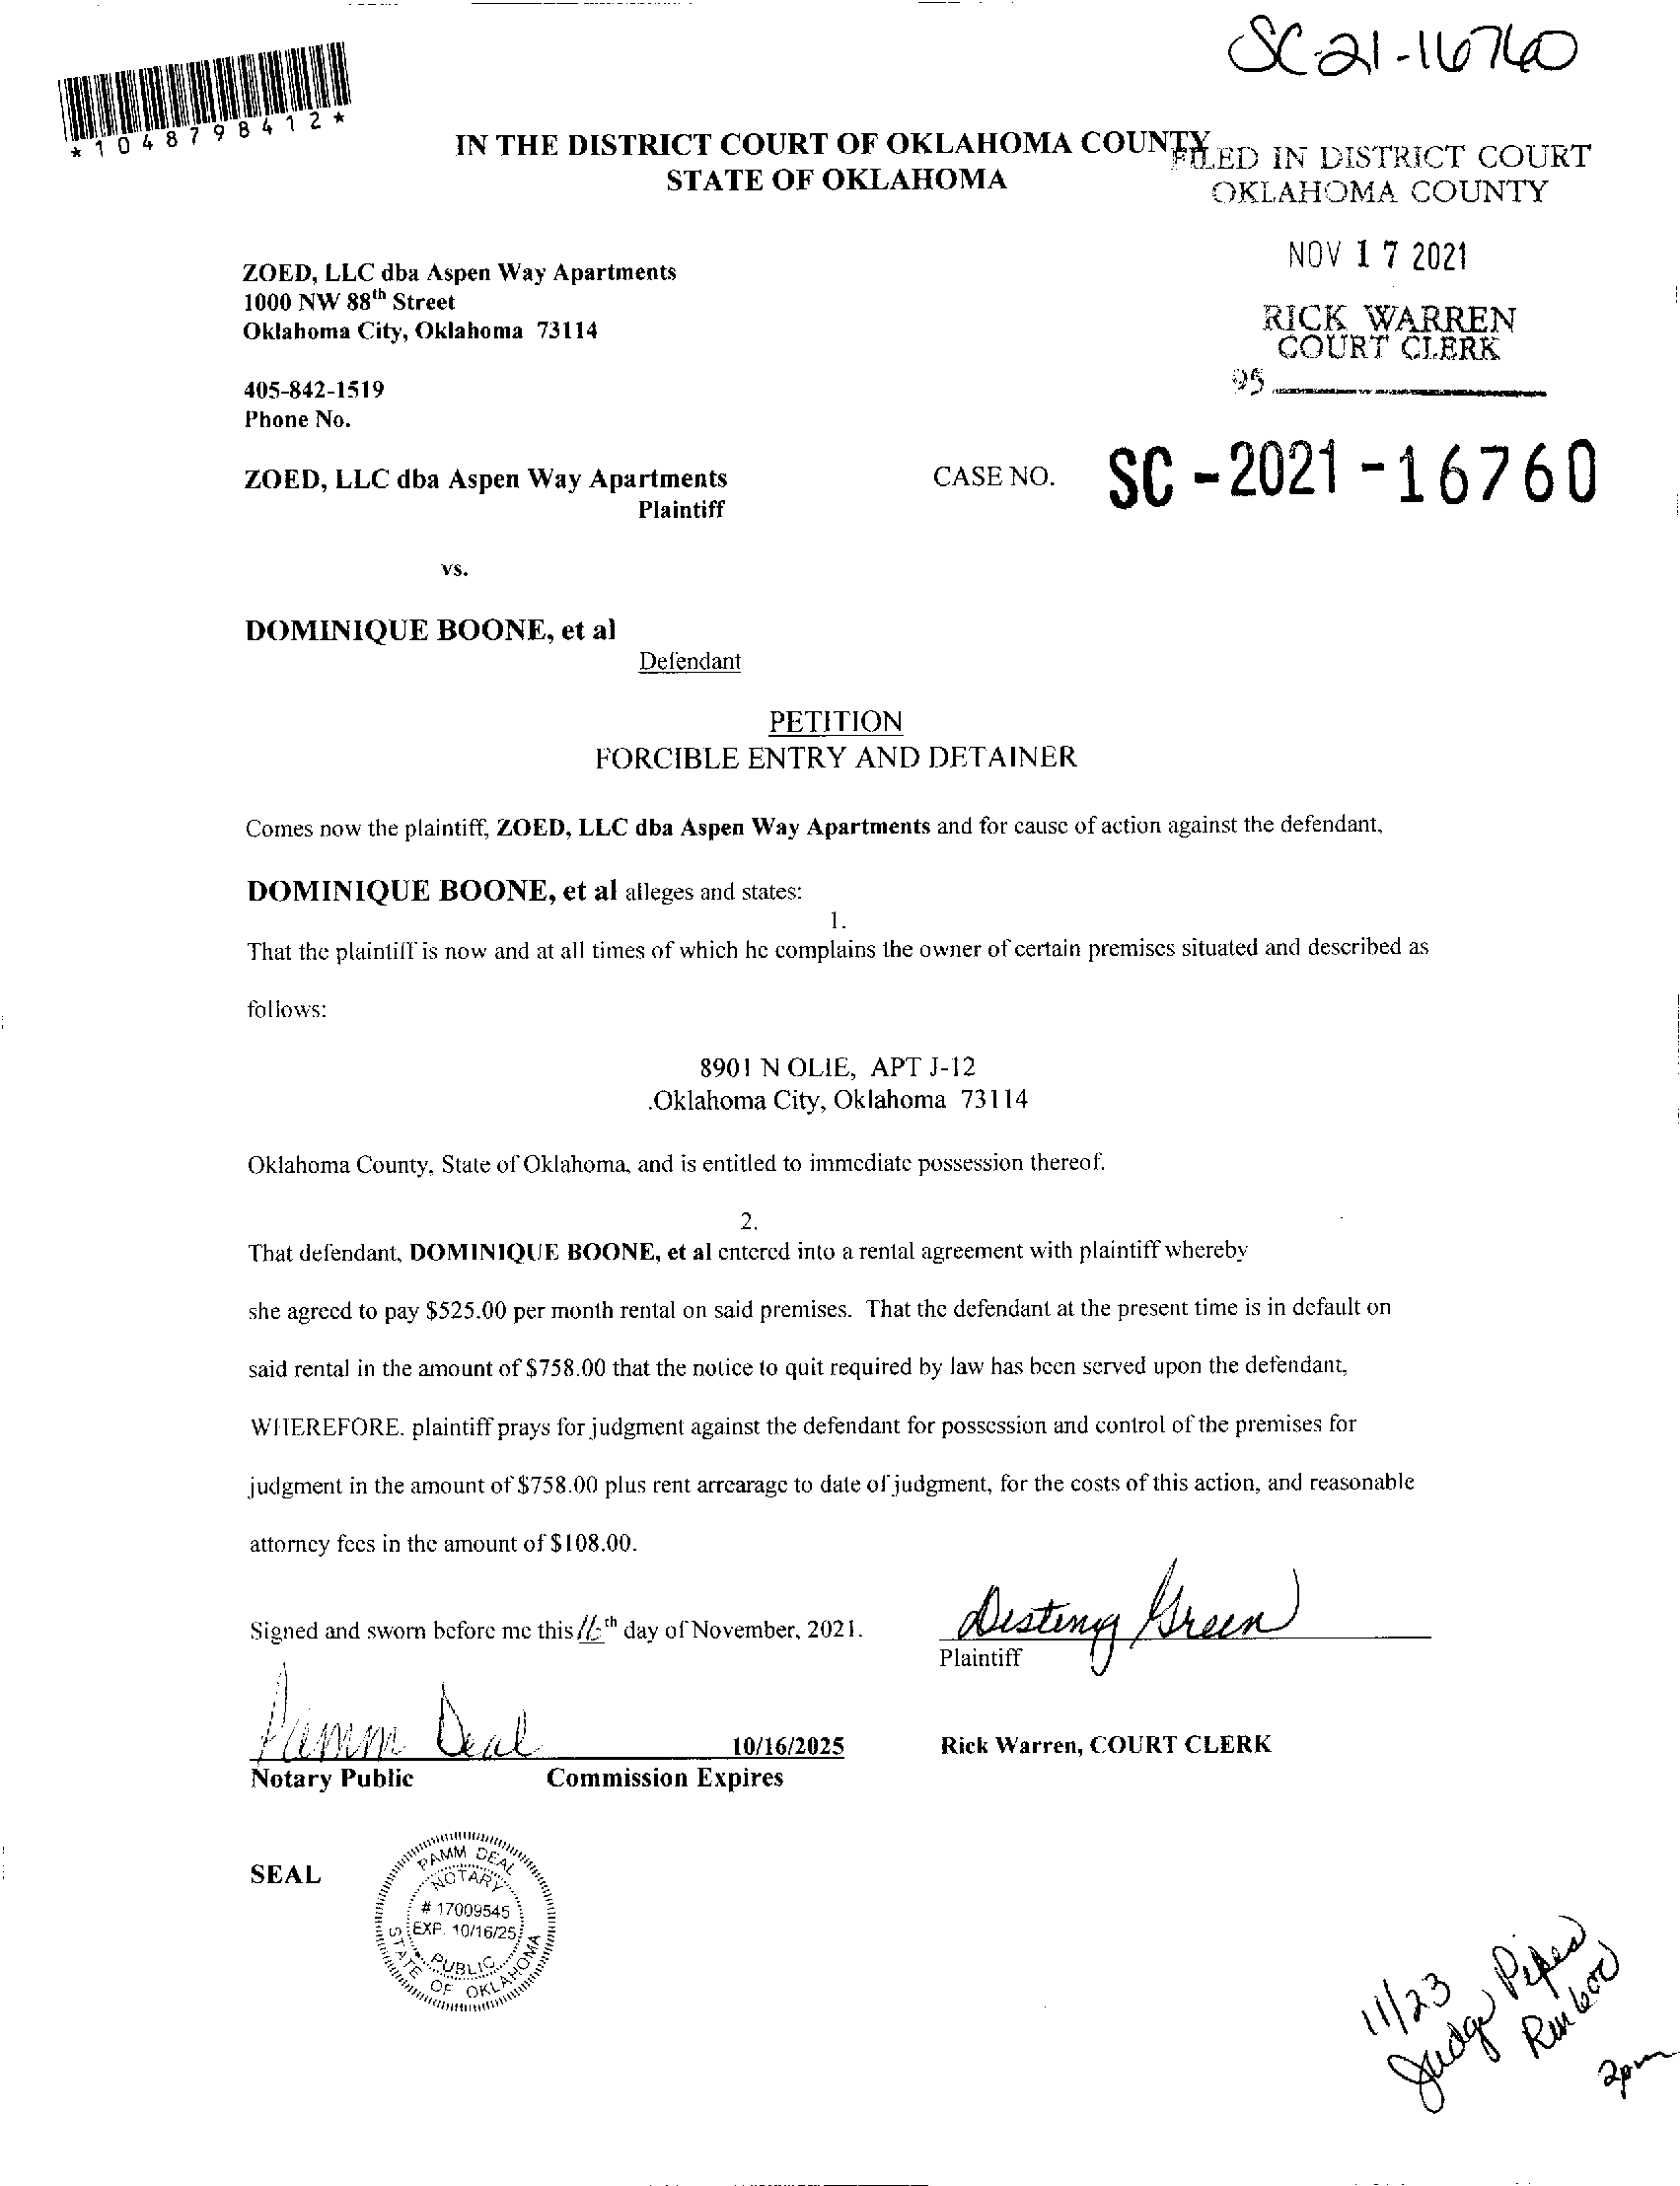 SC-21-16760
*1048798412*
IN THE DISTRICT COURT OF OKLAHOMA COUNTY
STATE OF OKLAHOMA
FILED IN DISTRICT COURT
OKLAHOMA COUNTY
NOV 17 2021
RICK WARREN
COURT CLERK
95
ZOED, LLC dba Aspen Way Apartments
1000 NW 88th Street
Oklahoma City, Oklahoma 73114
405-842-1519
Phone No.
ZOED, LLC dba Aspen Way Apartments
Plaintiff
CASE NO. SC-2021-16760
vs.
DOMINIQUE BOONE, et al
Defendant
PETITION
FORCIBLE ENTRY AND DETAINER
Comes now the plaintiff, ZOED, LLC dba Aspen Way Apartments and for cause of action against the defendant,
DOMINIQUE BOONE, et al alleges and states:
1.
That the plaintiff is now and at all times of which he complains the owner of certain premises situated and described as
follows:
8901 N OLIE, APT J-12
.Oklahoma City, Oklahoma 73114
Oklahoma County, State of Oklahoma, and is entitled to immediate possession thereof.
2.
That defendant, DOMINIQUE BOONE, et al entered into a rental agreement with plaintiff whereby
she agreed to pay $525.00 per month rental on said premises. That the defendant at the present time is in default on
said rental in the amount of $758.00 that the notice to quit required by law has been served upon the defendant,
WHEREFORE. plaintiff prays for judgment against the defendant for possession and control of the premises for
judgment in the amount of $758.00 plus rent arrearage to date of judgment, for the costs of this action, and reasonable
attorney fees in the amount of $108.00.
Signed and sworn before me this 16th day of November, 2021.
Destiny Green
Plaintiff
Pamm Deal 10/16/2025
Notary Public Commission Expires
Rick Warren, COURT CLERK
SEAL
PAMM DEAL
NOTARY
# 17009545
EXP. 10/16/25
PUBLIC
STATE OF OKLAHOMA
11/23
Judge Pipes
Rm 600
2pm